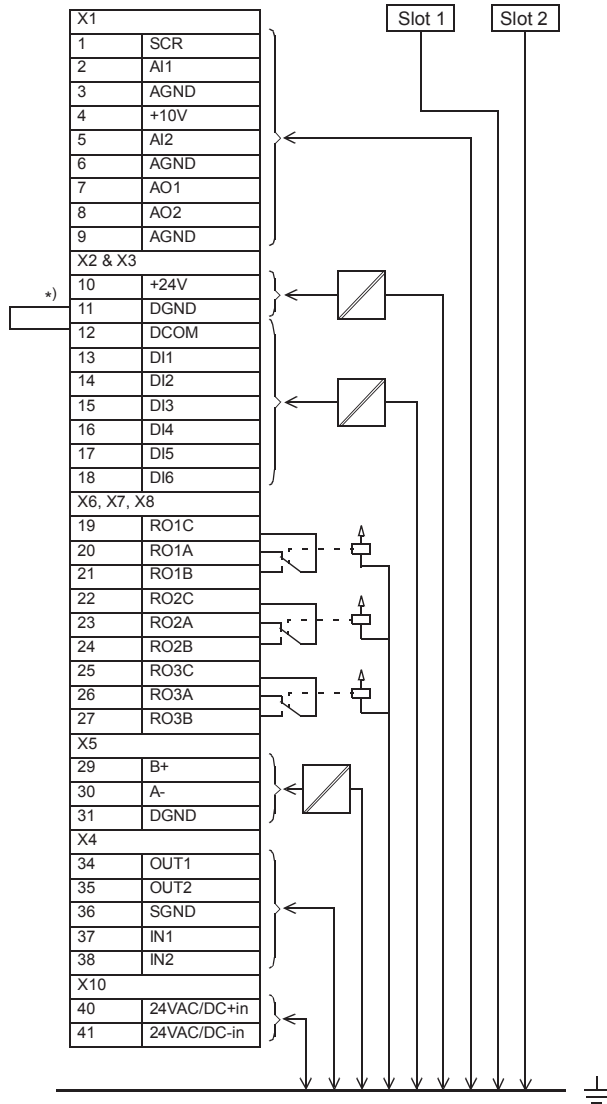 X1
Slot 1 Slot 2
1 SCR
2 AI1
3 AGND
4 +10V
5 AI2
6 AGND
7 AO1
8 AO2
9 AGND
X2 & X3
10 +24V
*)
11 DGND
12 DCOM
13 DI1
14 DI2
15 DI3
16 DI4
17 DI5
18 DI6
X6, X7, X8
19 RO1C
20 RO1A
21 RO1B
22 RO2C
23 RO2A
24 RO2B
25 RO3C
26 RO3A
27 RO3B
X5
29 B+
30 A-
31 DGND
X4
34 OUT1
35 OUT2
36 SGND
37 IN1
38 IN2
X10
40 24VAC/DC+in
41 24VAC/DC-in